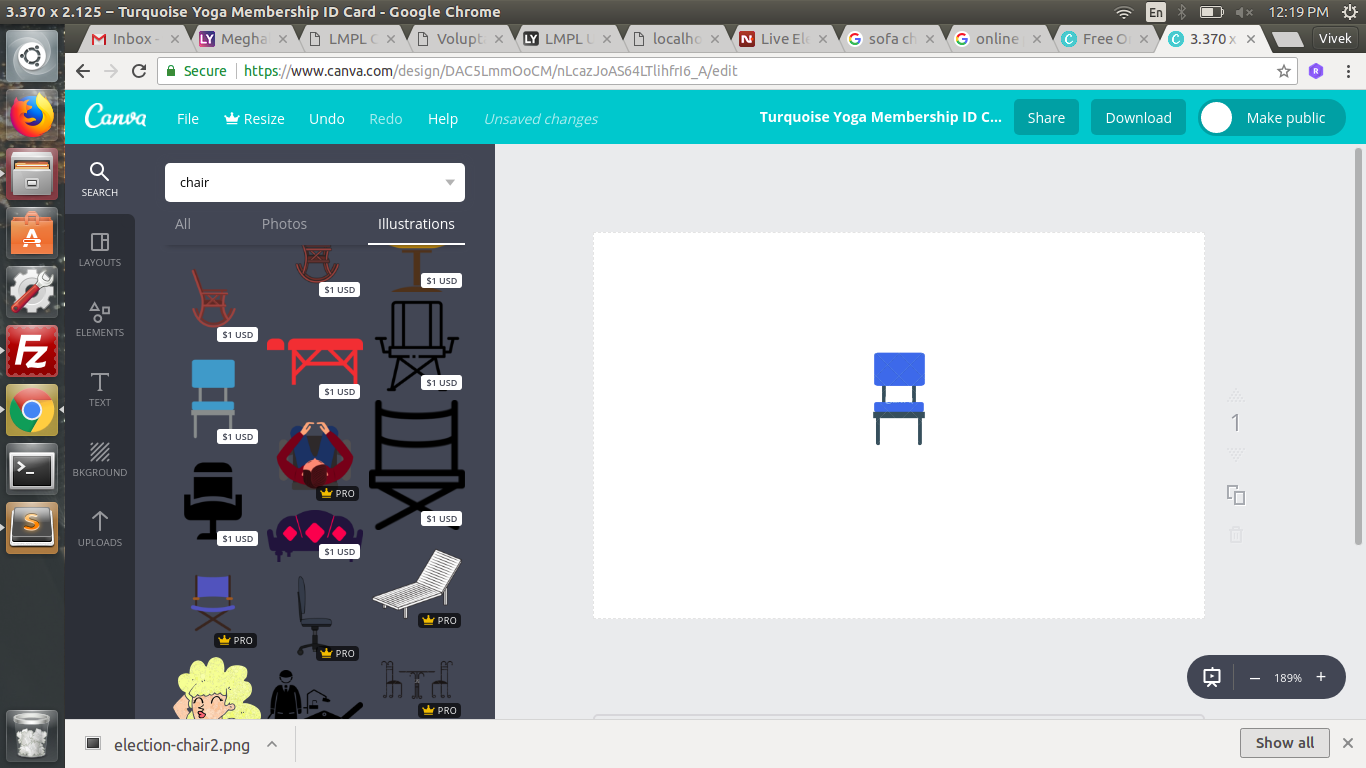 3.370 x 2.125 – Turquoise Yoga Membership ID Card - Google Chrome
En
12:19 PM
Inbox -
Megha
LMPL C
Volupt
LMPL U
localho
Live Ele
sofa ch
online
Free O
3.370 x
Vivek
Secure
https://www.canva.com/design/DAC5LmmOoCM/nLcazJoAS64LTlihfrI6_A/edit
Canva
File
Resize
Undo
Redo
Help
Unsaved changes
Turquoise Yoga Membership ID C...
Share
Download
Make public
SEARCH
LAYOUTS
ELEMENTS
TEXT
BKGROUND
UPLOADS
chair
All
Photos
Illustrations
$1 USD
$1 USD
$1 USD
$1 USD
$1 USD
$1 USD
PRO
$1 USD
$1 USD
$1 USD
PRO
PRO
PRO
PRO
1
189%
election-chair2.png
Show all